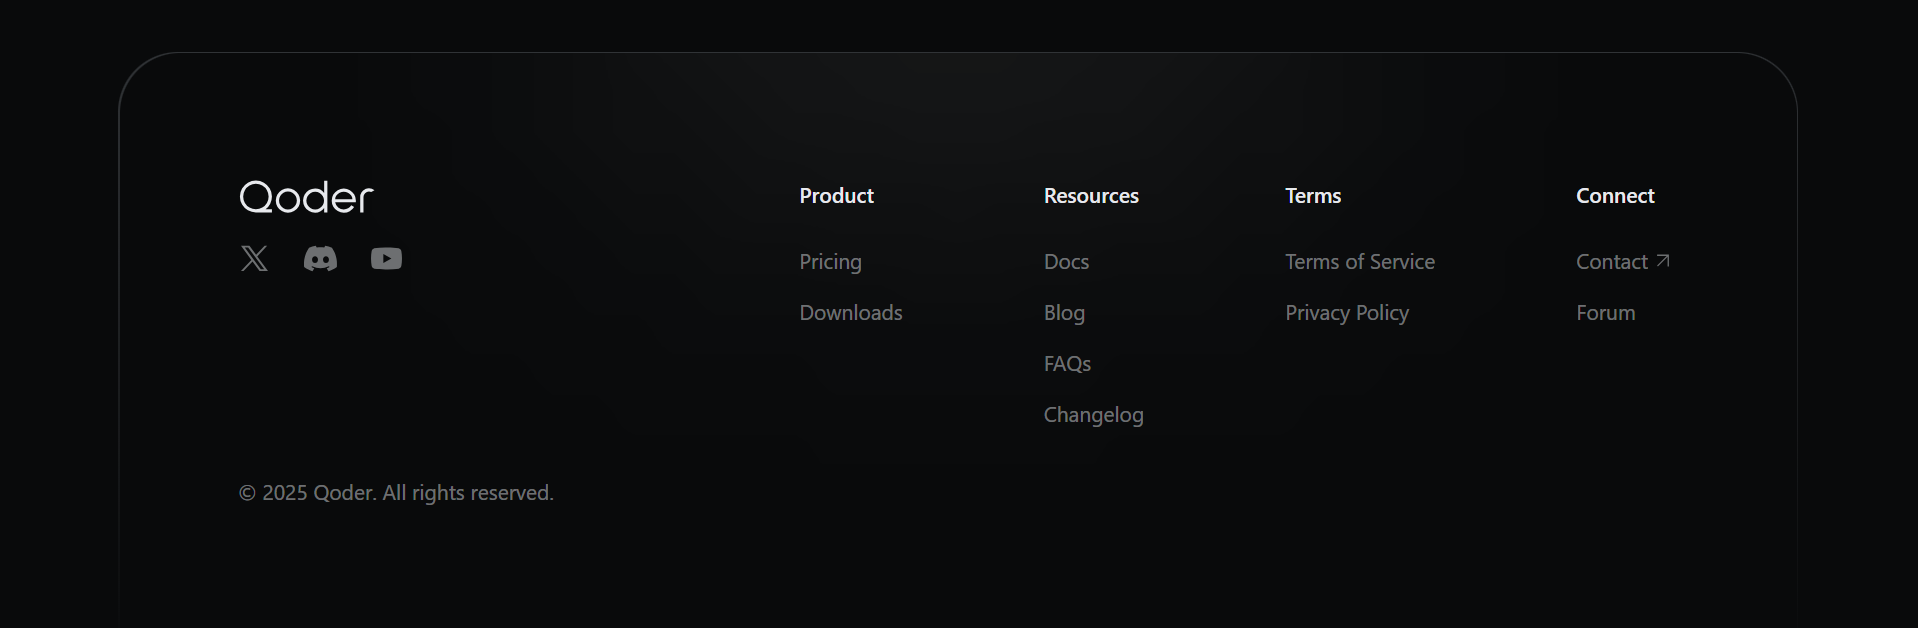 Qoder
Product
Pricing
Downloads
Resources
Docs
Blog
FAQs
Changelog
Terms
Terms of Service
Privacy Policy
Connect
Contact
Forum
© 2025 Qoder. All rights reserved.